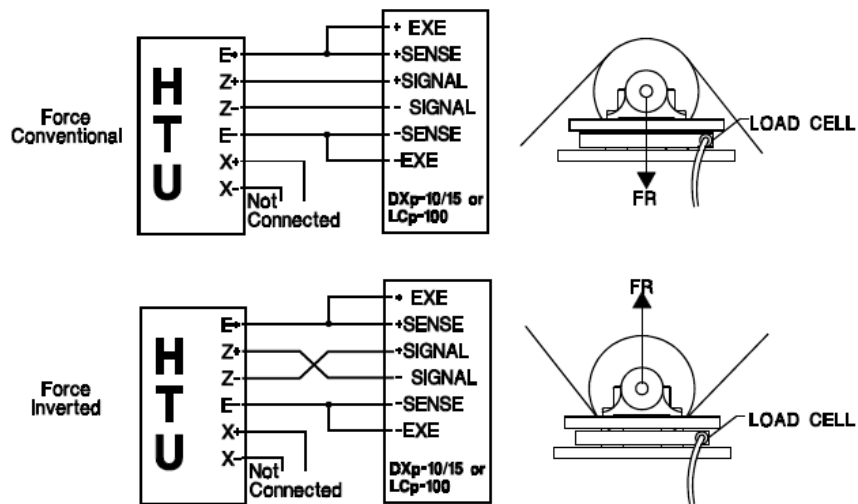 Force
Conventional
HTU
E+
Z+
Z-
E-
X+
X-
Not
Connected
+ EXE
+SENSE
+SIGNAL
- SIGNAL
-SENSE
-EXE
DXp-10/15 or
LCp-100
LOAD CELL
FR
Force
Inverted
HTU
E+
Z+
Z-
E-
X+
X-
Not
Connected
+ EXE
+SENSE
+SIGNAL
- SIGNAL
-SENSE
-EXE
DXp-10/15 or
LCp-100
FR
LOAD CELL